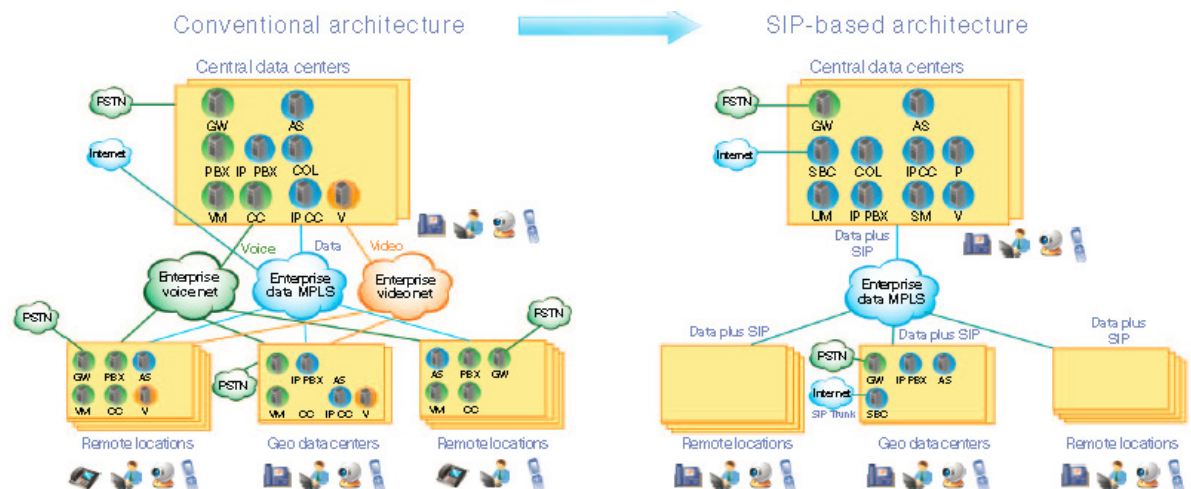 Conventional architecture
SIP-based architecture
Central data centers
PSTN
GW AS
Internet
PBX IP PBX COL
VM CC IP CC V
Voice Data Video
Enterprise voice net
Enterprise data MPLS
Enterprise video net
PSTN
PSTN
GW PBX AS
VM CC V
Remote locations
PSTN
IP PBX AS
VM CC IP CC V
Geo data centers
AS PBX GW
VM CC
Remote locations
Central data centers
PSTN
GW AS
Internet
SBC COL IP CC P
UM IP PBX SM V
Data plus
SIP
Enterprise
data MPLS
Data plus SIP
Data plus SIP
Data plus
SIP
PSTN
GW IP PBX AS
Internet
SIP Trunk
SBC
Remote locations
Geo data centers
Remote locations